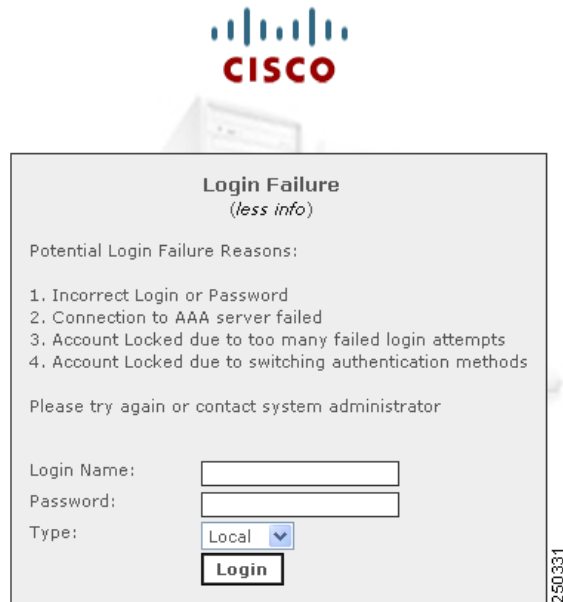 CISCO
Login Failure
(less info)
Potential Login Failure Reasons:
1. Incorrect Login or Password
2. Connection to AAA server failed
3. Account Locked due to too many failed login attempts
4. Account Locked due to switching authentication methods
Please try again or contact system administrator
Login Name:
Password:
Type: Local
Login
250331